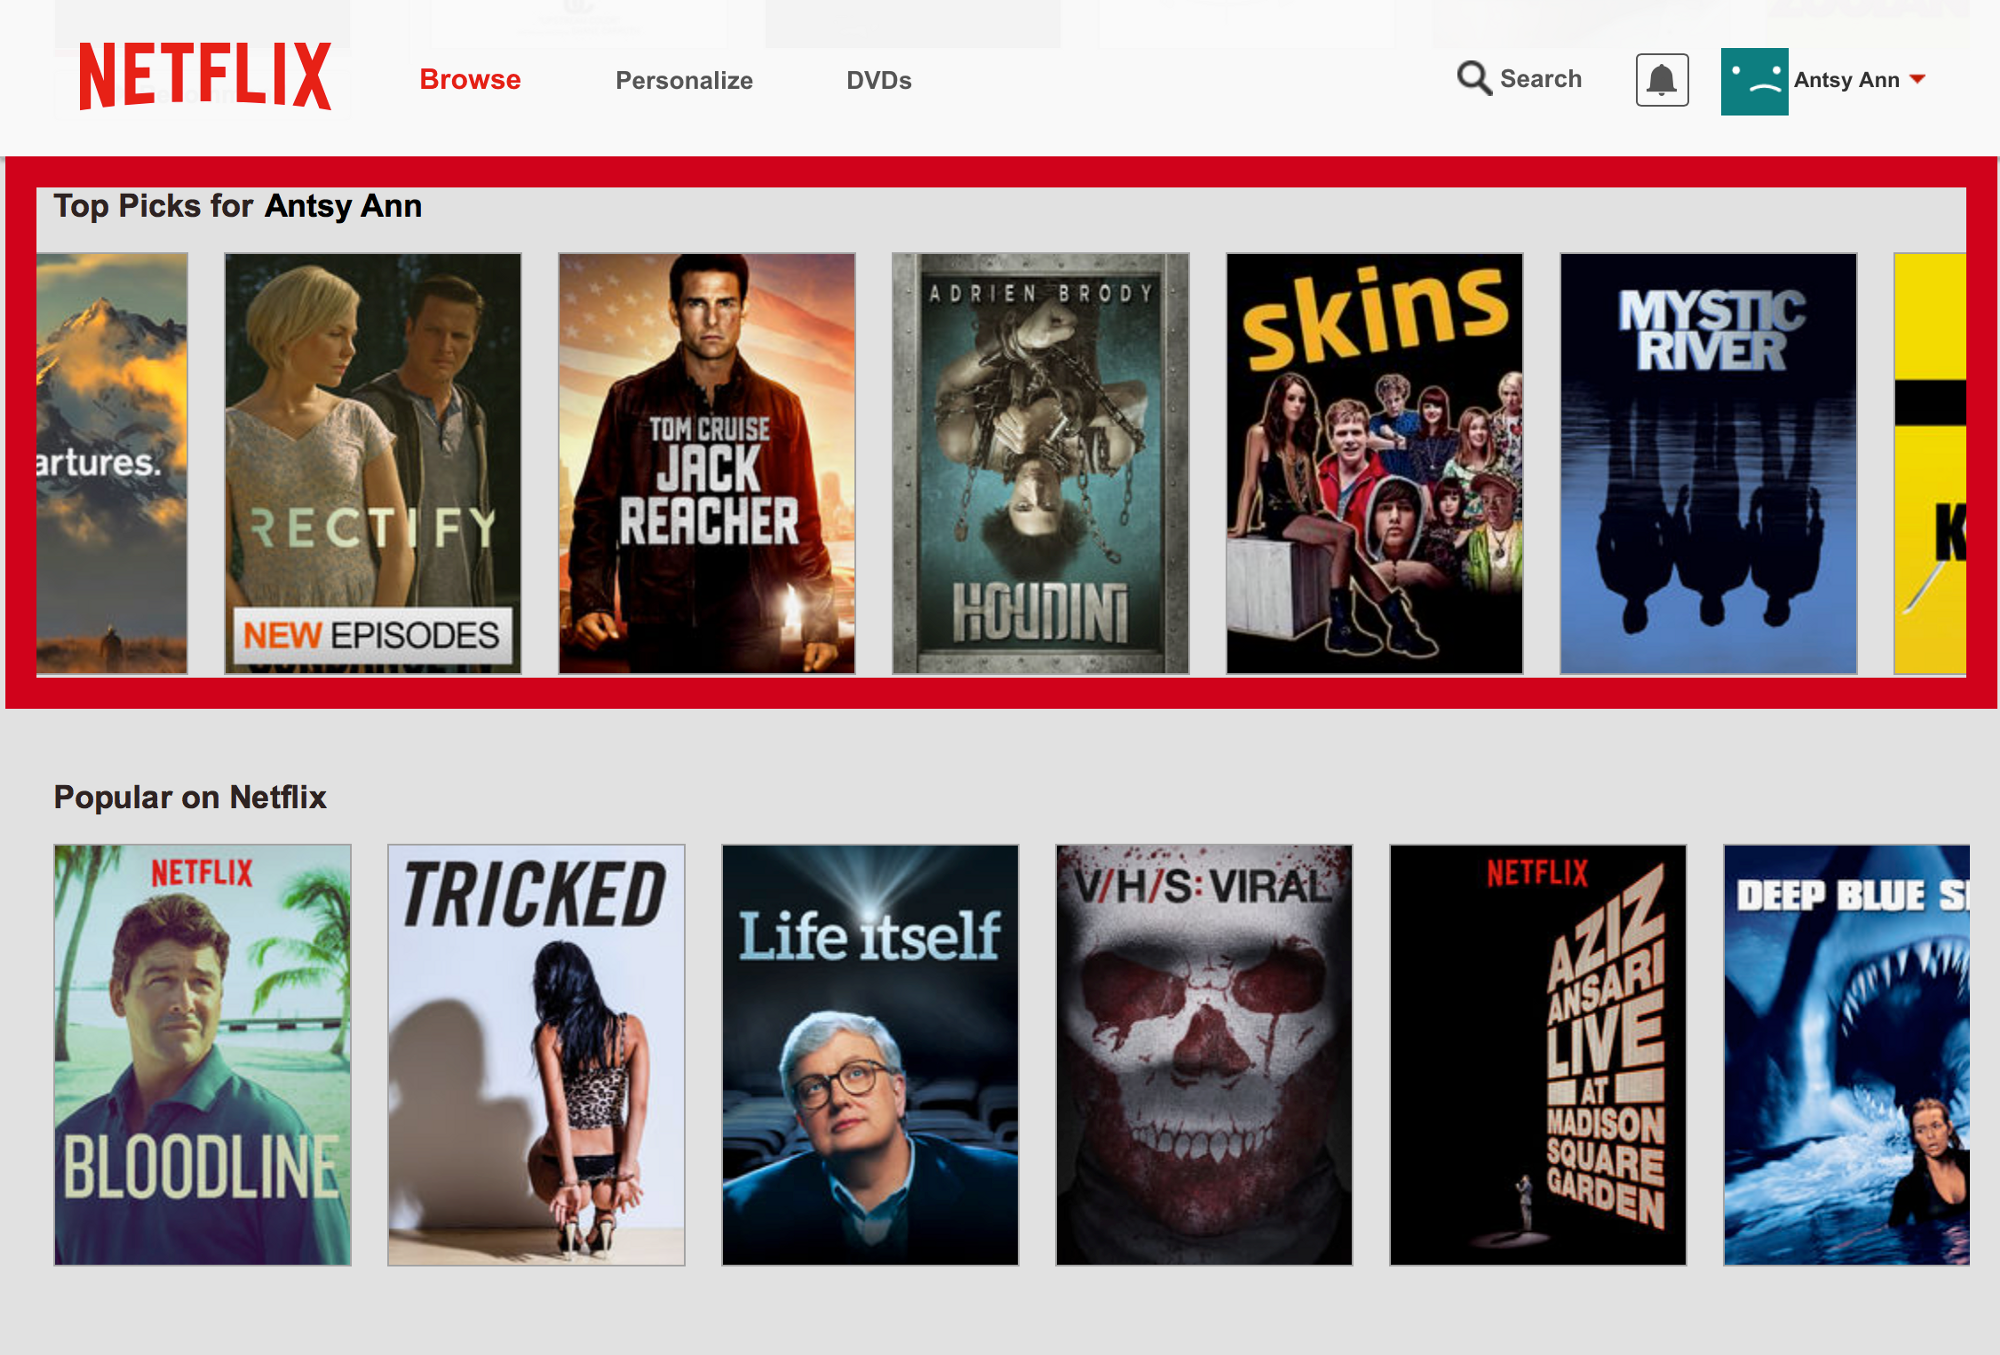 NETFLIX
Browse
Personalize
DVDs
Search
Antsy Ann
Top Picks for Antsy Ann
artures.
RECTIFY
NEW EPISODES
TOM CRUISE
JACK
REACHER
ADRIEN BRODY
HOUDINI
skins
MYSTIC
RIVER
K
Popular on Netflix
NETFLIX
BLOODLINE
TRICKED
Life itself
V/H/S: VIRAL
NETFLIX
AZIZ
ANSARI
LIVE
AT
MADISON
SQUARE
GARDEN
DEEP BLUE S